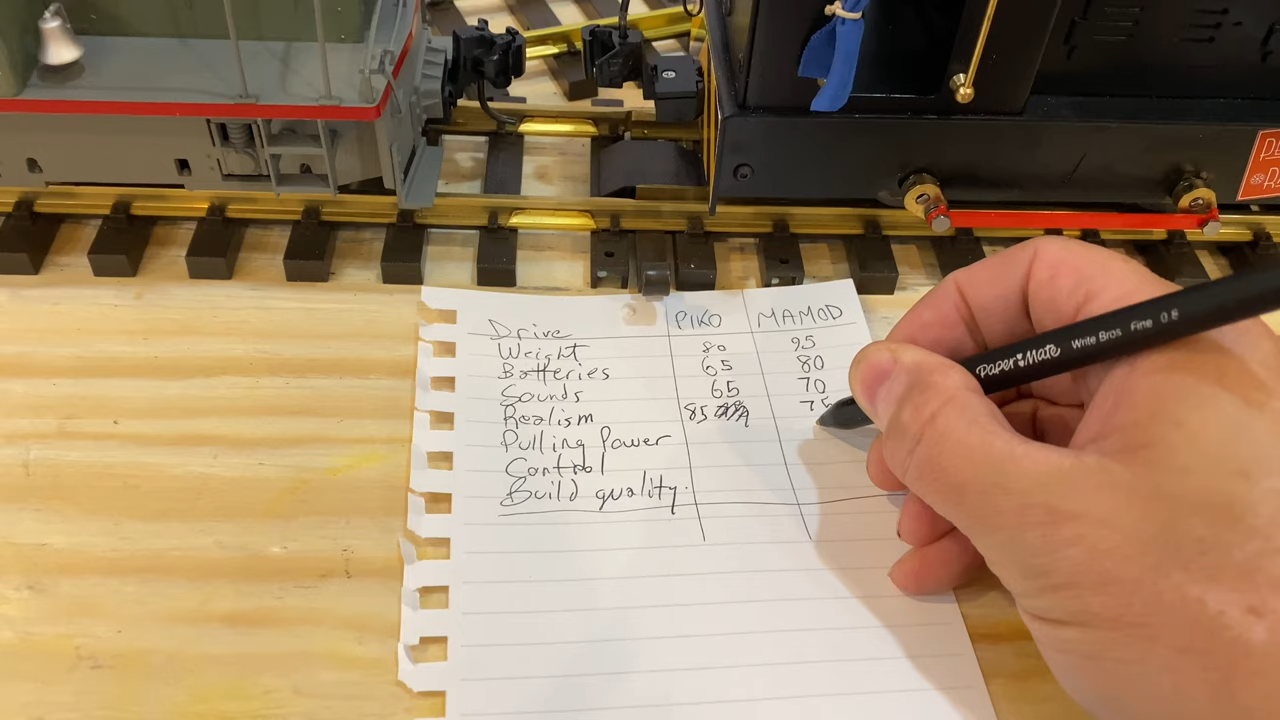 Drive PIKO MAMOD
Weight 80 95
Batteries 65 80
Sounds 65 70
Realism 85 75
Pulling Power
Control
Build quality.
Paper Mate Write Bros Fine 0.8